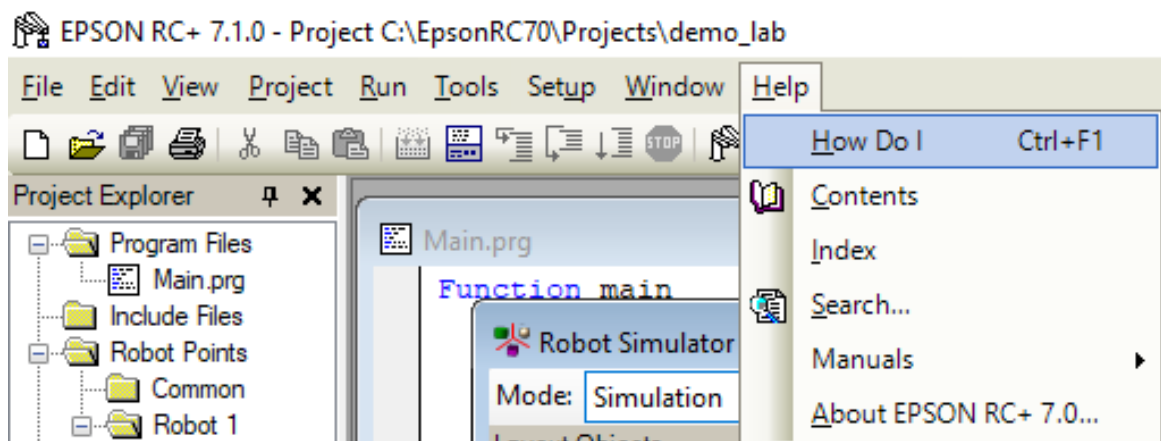 EPSON RC+ 7.1.0 - Project C:\EpsonRC70\Projects\demo_lab
File Edit View Project Run Tools Setup Window Help
STOP
How Do I Ctrl+F1
Project Explorer
Contents
Program Files
Main.prg
Main.prg
Index
Function main
Include Files
Search...
Robot Simulator
Robot Points
Manuals
Common
Mode: Simulation
Robot 1
About EPSON RC+ 7.0...